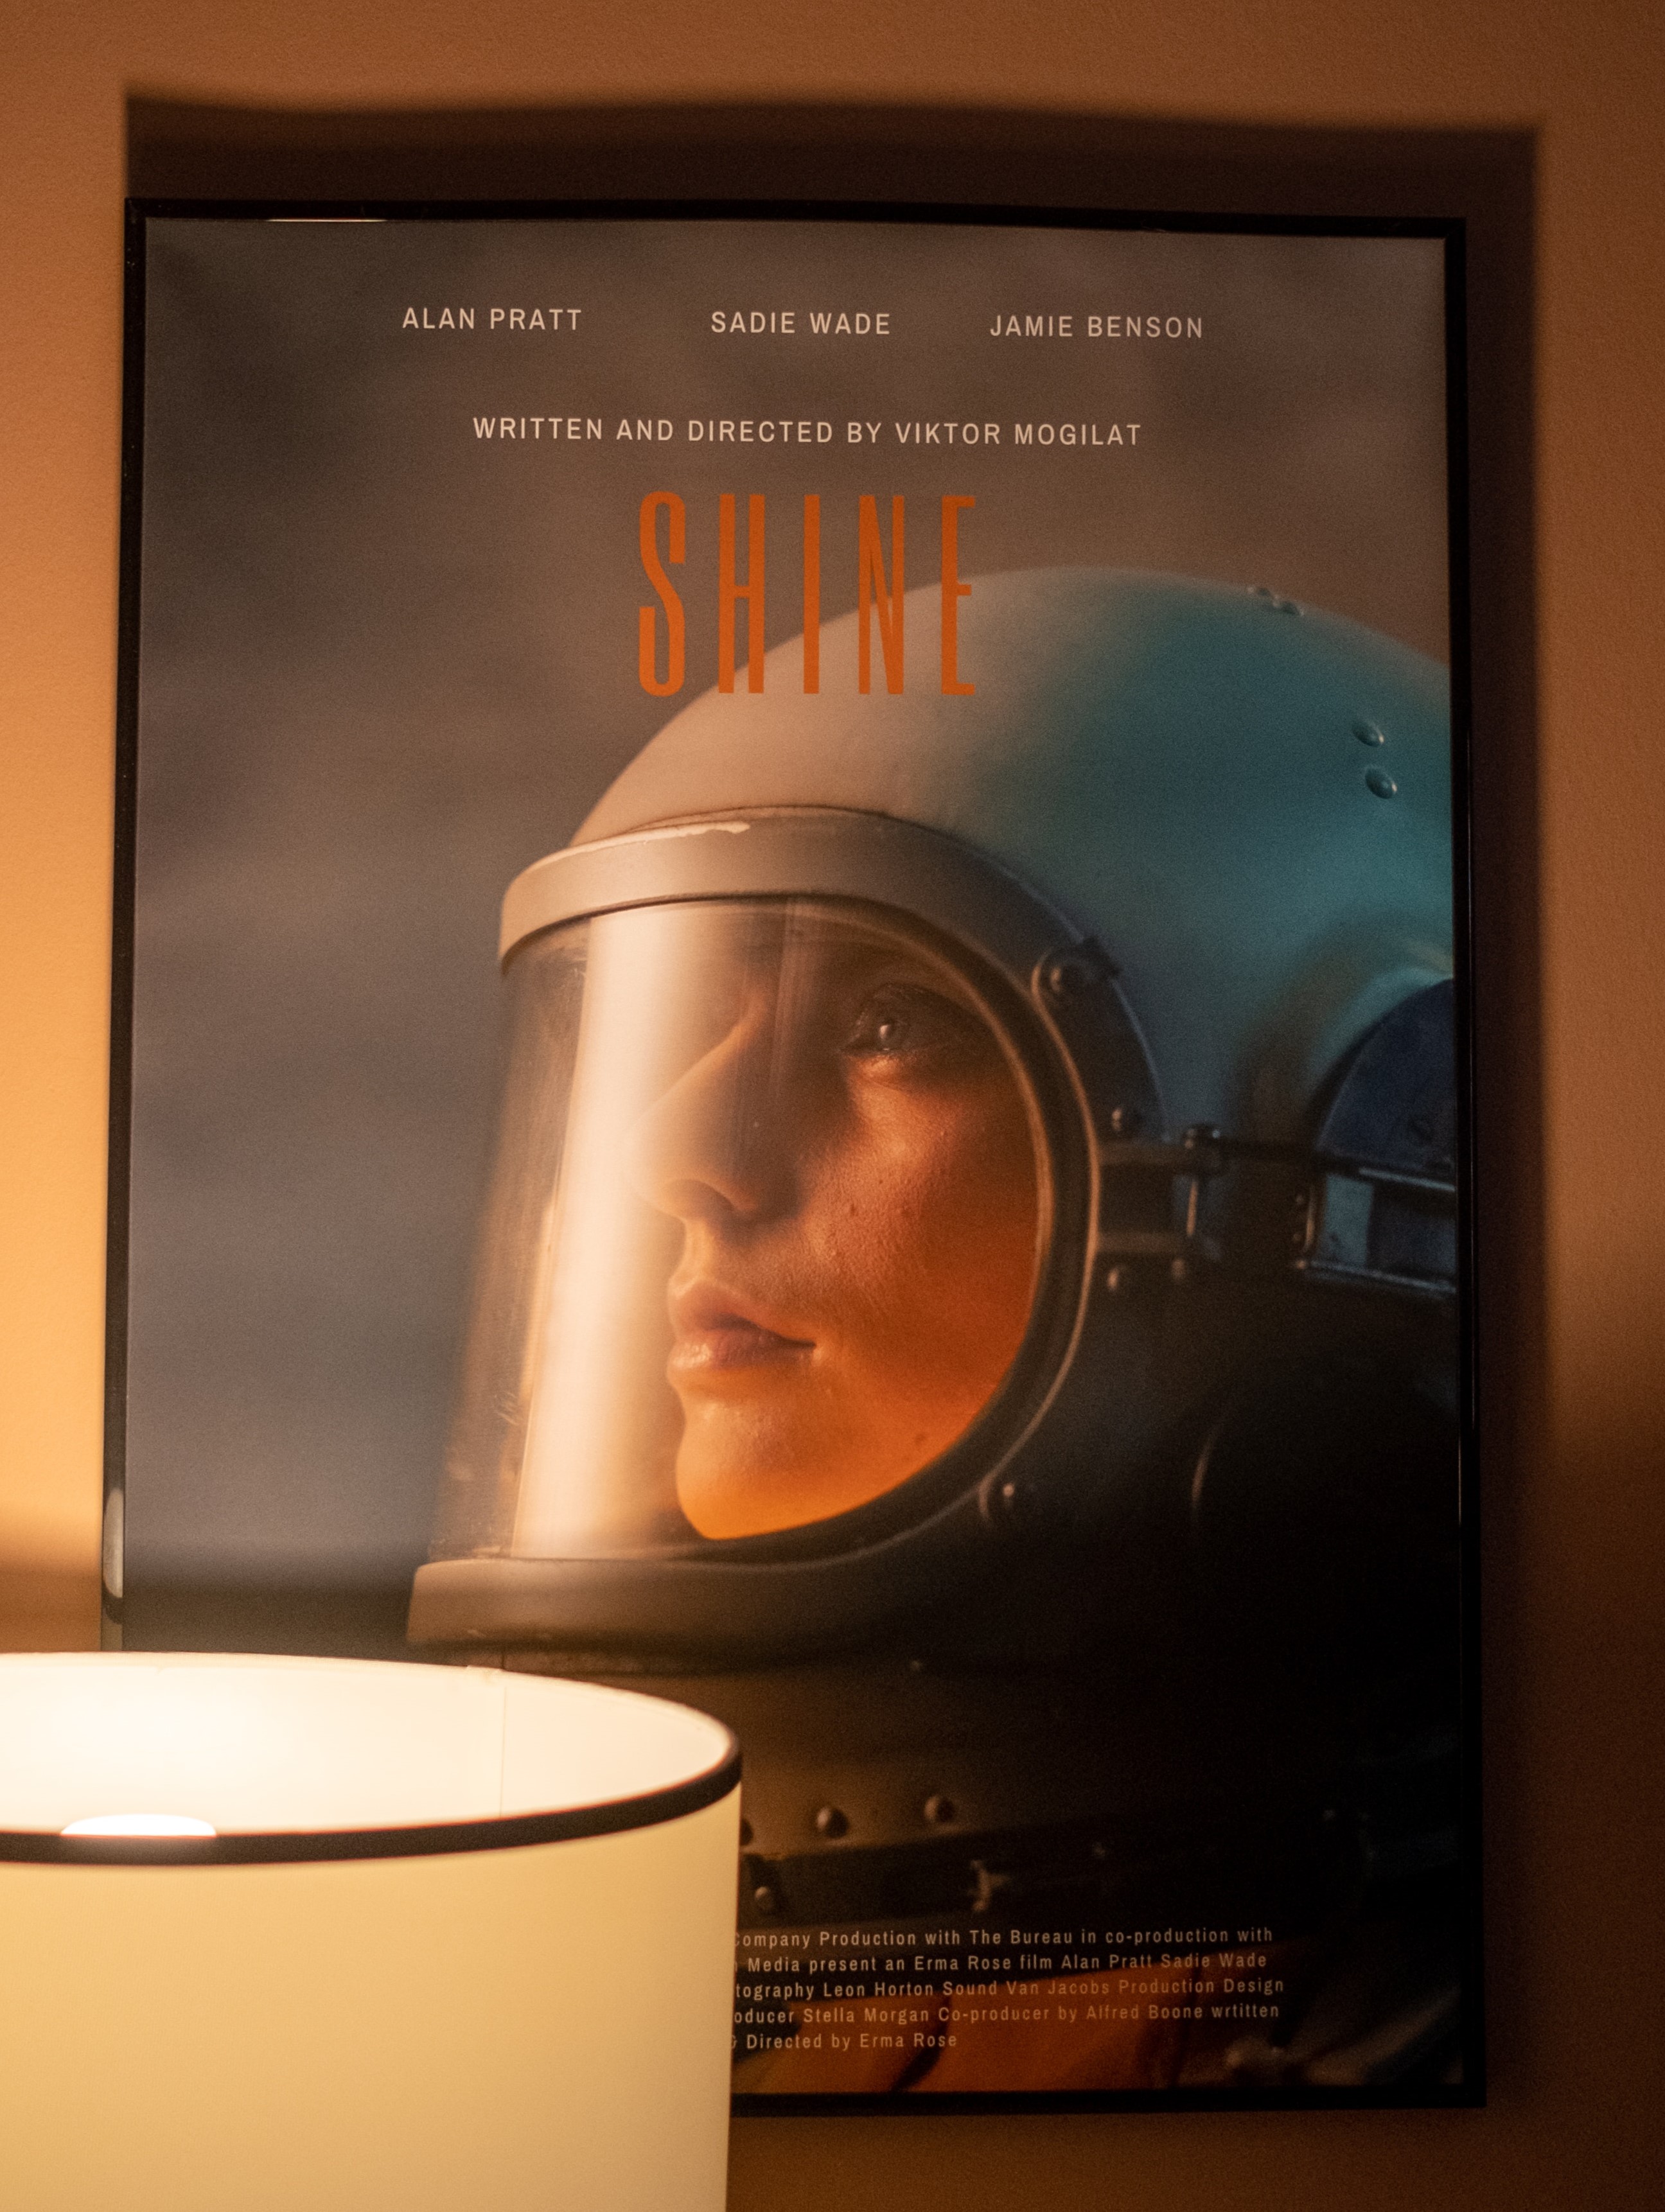 ALAN PRATT SADIE WADE JAMIE BENSON
WRITTEN AND DIRECTED BY VIKTOR MOGILAT
SHINE
Company Production with The Bureau in co-production with
Media present an Erma Rose film Alan Pratt Sadie Wade
tography Leon Horton Sound Van Jacobs Production Design
oducer Stella Morgan Co-producer by Alfred Boone wrtitten
& Directed by Erma Rose